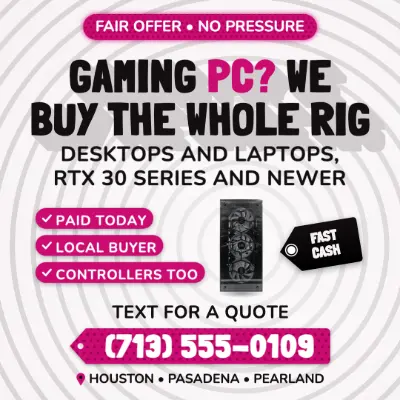 FAIR OFFER • NO PRESSURE
GAMING PC? WE
BUY THE WHOLE RIG
DESKTOPS AND LAPTOPS,
RTX 30 SERIES AND NEWER
PAID TODAY
LOCAL BUYER
CONTROLLERS TOO
FAST
CASH
TEXT FOR A QUOTE
(713) 555-0109
HOUSTON • PASADENA • PEARLAND